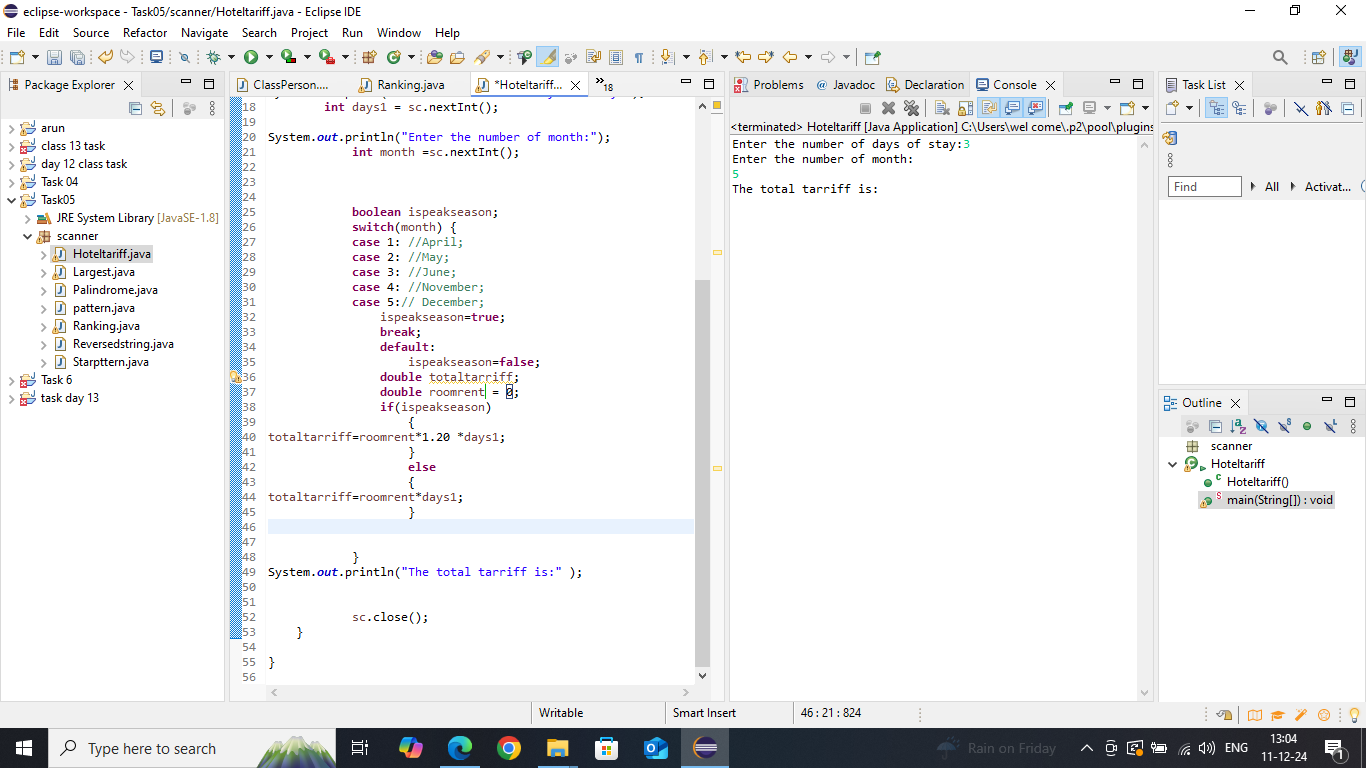 eclipse-workspace - Task05/scanner/Hoteltariff.java - Eclipse IDE
File Edit Source Refactor Navigate Search Project Run Window Help
Package Explorer
arun
class 13 task
day 12 class task
Task 04
Task05
JRE System Library [JavaSE-1.8]
scanner
Hoteltariff.java
Largest.java
Palindrome.java
pattern.java
Ranking.java
Reversedstring.java
Starpttern.java
Task 6
task day 13
ClassPerson.... Ranking.java *Hoteltariff... »18
18 int days1 = sc.nextInt();
19
20 System.out.println("Enter the number of month:");
21 int month =sc.nextInt();
22
23
24
25 boolean ispeakseason;
26 switch(month) {
27 case 1: //April;
28 case 2: //May;
29 case 3: //June;
30 case 4: //November;
31 case 5:// December;
32 ispeakseason=true;
33 break;
34 default:
35 ispeakseason=false;
36 double totaltarriff;
37 double roomrent = 0;
38 if(ispeakseason)
39 {
40 totaltarriff=roomrent*1.20 *days1;
41 }
42 else
43 {
44 totaltarriff=roomrent*days1;
45 }
46
47
48 }
49 System.out.println("The total tarriff is:" );
50
51
52 sc.close();
53 }
54
55 }
56
Problems @ Javadoc Declaration Console
<terminated> Hoteltariff [Java Application] C:\Users\wel come\.p2\pool\plugins
Enter the number of days of stay:3
Enter the number of month:
5
The total tarriff is:
Task List
Find All Activat...
Outline
scanner
Hoteltariff
Hoteltariff()
main(String[]) : void
Writable Smart Insert 46 : 21 : 824
Type here to search
Rain on Friday
ENG
13:04
11-12-24
1